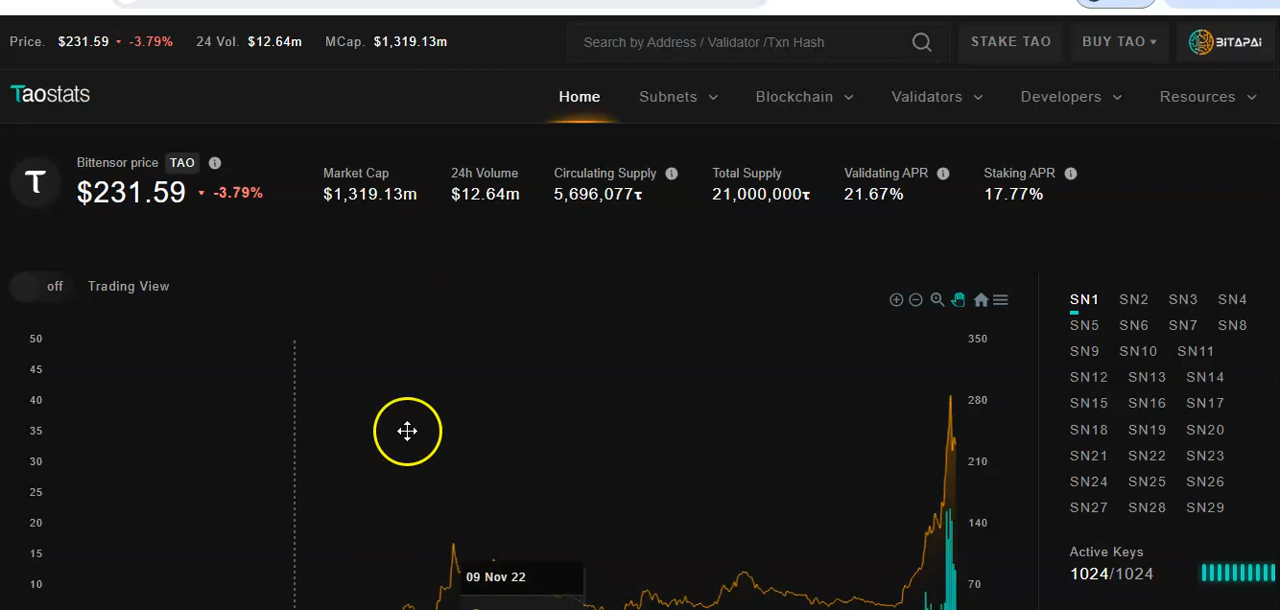 Price. $231.59 -3.79% 24 Vol. $12.64m MCap. $1,319.13m Search by Address / Validator /Txn Hash STAKE TAO BUY TAO BITAPAI
Taostats Home Subnets Blockchain Validators Developers Resources
Bittensor price TAO
$231.59 -3.79%
Market Cap 24h Volume Circulating Supply Total Supply Validating APR Staking APR
$1,319.13m $12.64m 5,696,077τ 21,000,000τ 21.67% 17.77%
off Trading View
50
45
40
35
30
25
20
15
10
350
280
210
140
70
09 Nov 22
SN1 SN2 SN3 SN4
SN5 SN6 SN7 SN8
SN9 SN10 SN11
SN12 SN13 SN14
SN15 SN16 SN17
SN18 SN19 SN20
SN21 SN22 SN23
SN24 SN25 SN26
SN27 SN28 SN29
Active Keys
1024/1024